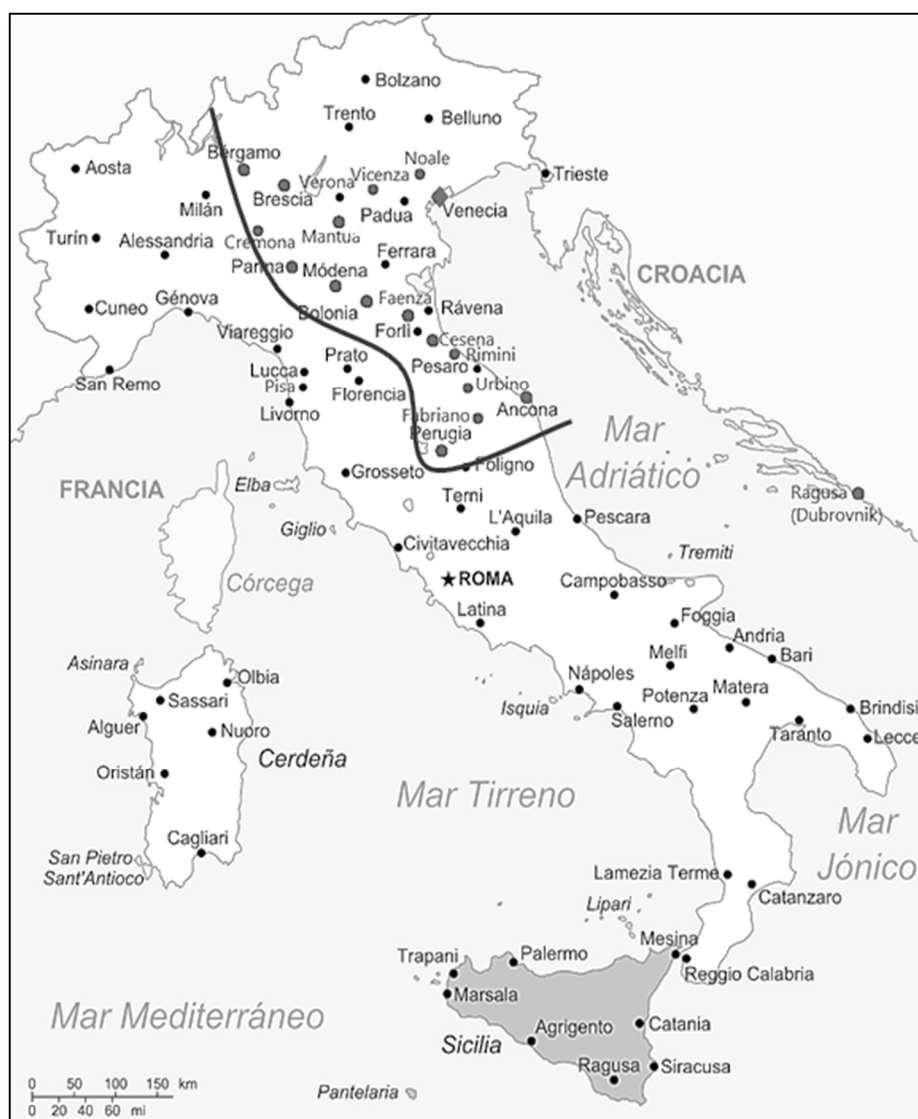 Bolzano
Trento
Belluno
Bérgamo
Noale
Vicenza
Trieste
Aosta
Verona
Brescia
Milán
Padua
Venecia
Turín
Alessandria
Cremona
Mantua
Ferrara
Parma
Módena
CROACIA
Cuneo
Génova
Bolonia
Faenza
Rávena
Viareggio
Forlì
Cesena
Prato
Rimini
San Remo
Lucca
Pesaro
Pisa
Florencia
Urbino
Livorno
Fabriano
Ancona
Perugia
Mar
Adriático
Grosseto
Foligno
FRANCIA
Elba
Terni
Ragusa
(Dubrovnik)
Giglio
L'Aquila
Pescara
Civitavecchia
Tremiti
Córcega
ROMA
Campobasso
Latina
Foggia
Andria
Asinara
Olbia
Melfi
Bari
Nápoles
Sassari
Isquia
Potenza
Matera
Brindisi
Alguer
Nuoro
Salerno
Taranto
Lecce
Cerdeña
Oristán
Mar Tirreno
Mar
Jónico
Cagliari
San Pietro
Sant'Antioco
Lamezia Terme
Catanzaro
Lipari
Mesina
Trapani
Palermo
Reggio Calabria
Marsala
Mar Mediterráneo
Sicilia
Agrigento
Catania
Ragusa
Siracusa
0 50 100 150 km
0 20 40 60 mi
Pantelaria